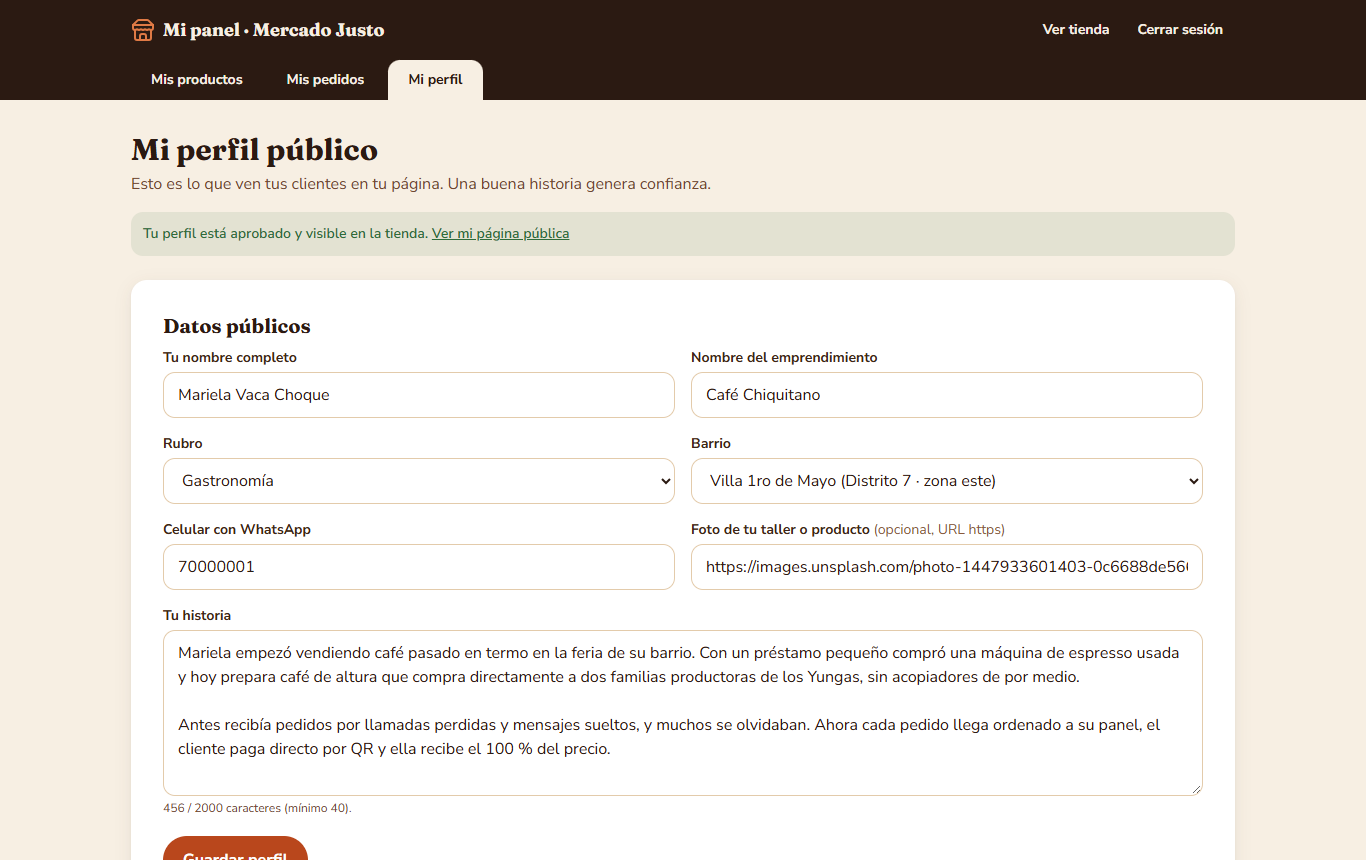 Mi panel · Mercado Justo
Ver tienda
Cerrar sesión
Mis productos
Mis pedidos
Mi perfil
Mi perfil público
Esto es lo que ven tus clientes en tu página. Una buena historia genera confianza.
Tu perfil está aprobado y visible en la tienda. Ver mi página pública
Datos públicos
Tu nombre completo
Mariela Vaca Choque
Nombre del emprendimiento
Café Chiquitano
Rubro
Gastronomía
Barrio
Villa 1ro de Mayo (Distrito 7 · zona este)
Celular con WhatsApp
70000001
Foto de tu taller o producto (opcional, URL https)
https://images.unsplash.com/photo-1447933601403-0c6688de56
Tu historia
Mariela empezó vendiendo café pasado en termo en la feria de su barrio. Con un préstamo pequeño compró una máquina de espresso usada
y hoy prepara café de altura que compra directamente a dos familias productoras de los Yungas, sin acopiadores de por medio.
Antes recibía pedidos por llamadas perdidas y mensajes sueltos, y muchos se olvidaban. Ahora cada pedido llega ordenado a su panel, el
cliente paga directo por QR y ella recibe el 100 % del precio.
456 / 2000 caracteres (mínimo 40).
Guardar perfil